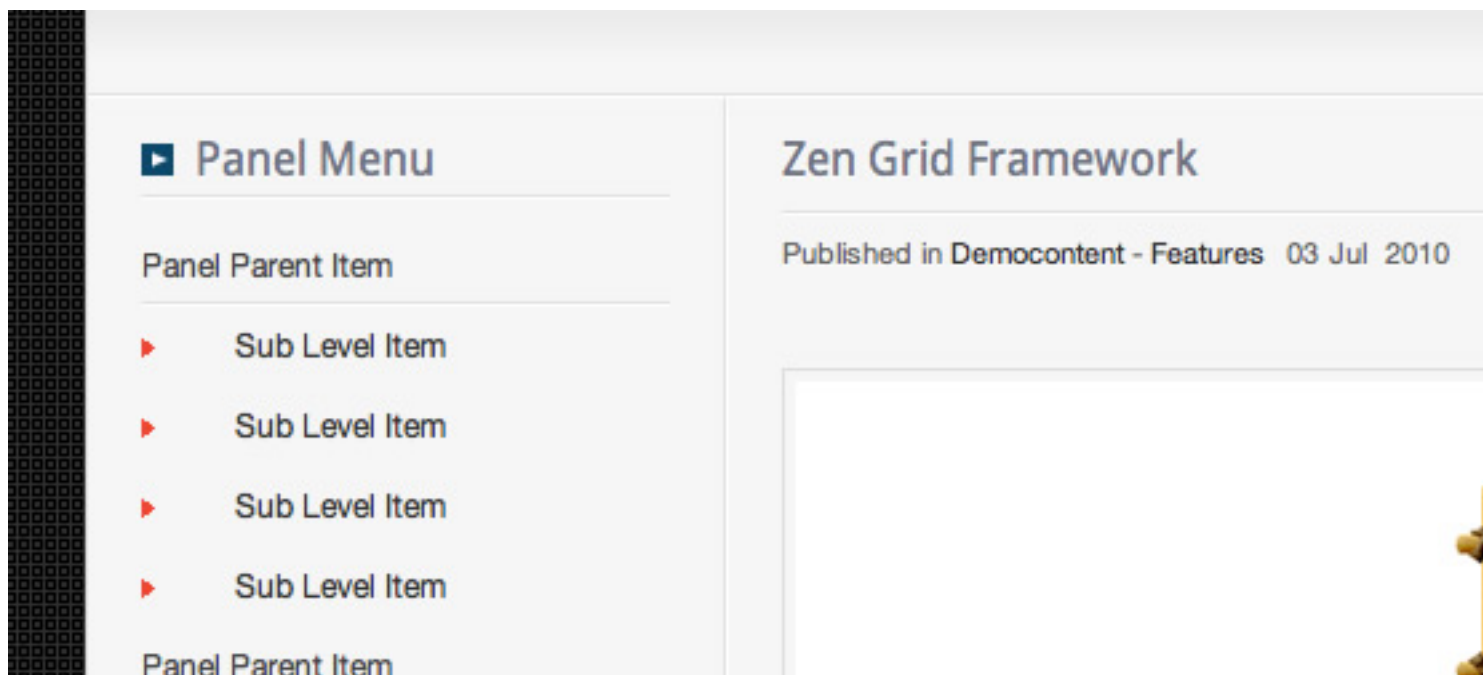 Panel Menu
Panel Parent Item
Sub Level Item
Sub Level Item
Sub Level Item
Sub Level Item
Panel Parent Item
Zen Grid Framework
Published in Democontent - Features 03 Jul 2010